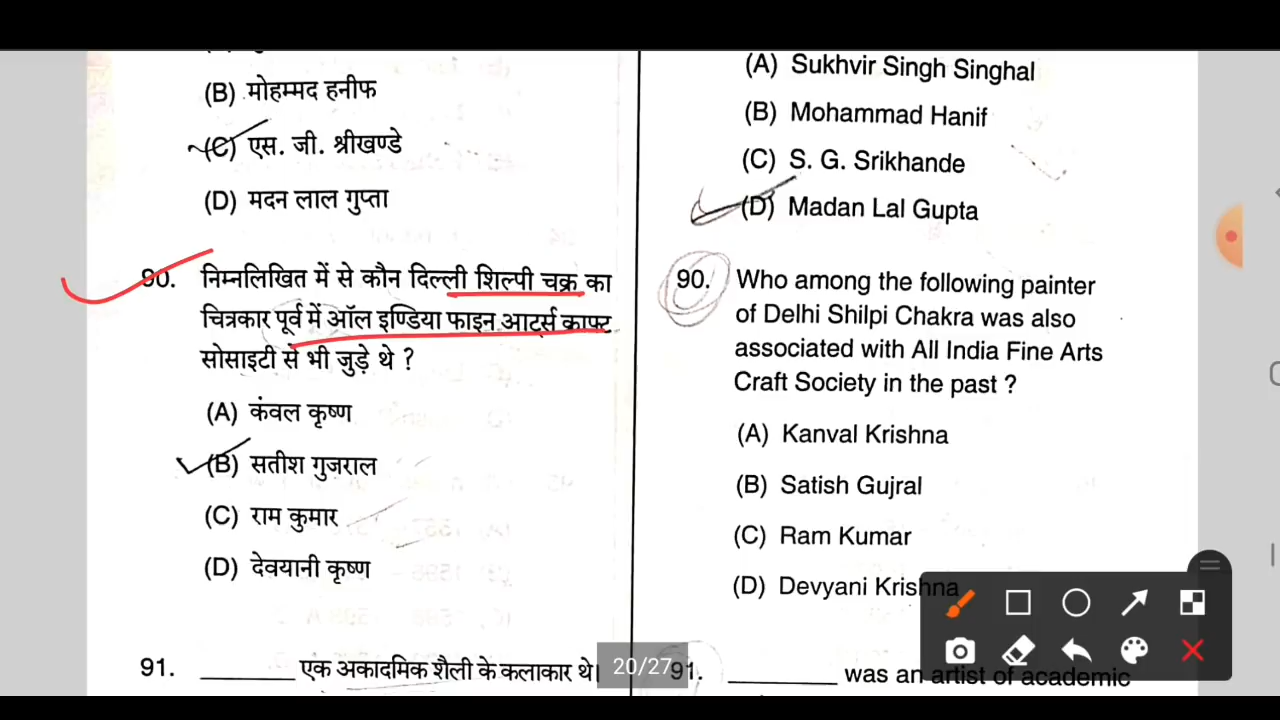 (B) मोहम्मद हनीफ
(C) एस. जी. श्रीखण्डे
(D) मदन लाल गुप्ता
90. निम्नलिखित में से कौन दिल्ली शिल्पी चक्र का
चित्रकार पूर्व में ऑल इण्डिया फाइन आर्ट्स क्राफ्ट
सोसाइटी से भी जुड़े थे ?
(A) कंवल कृष्ण
(B) सतीश गुजराल
(C) राम कुमार
(D) देवयानी कृष्ण
91. ________ एक अकादमिक शैली के कलाकार थे।
(A) Sukhvir Singh Singhal
(B) Mohammad Hanif
(C) S. G. Srikhande
(D) Madan Lal Gupta
90. Who among the following painter
of Delhi Shilpi Chakra was also
associated with All India Fine Arts
Craft Society in the past ?
(A) Kanval Krishna
(B) Satish Gujral
(C) Ram Kumar
(D) Devyani Krishna
91. ________ was an artist of academic
20/27